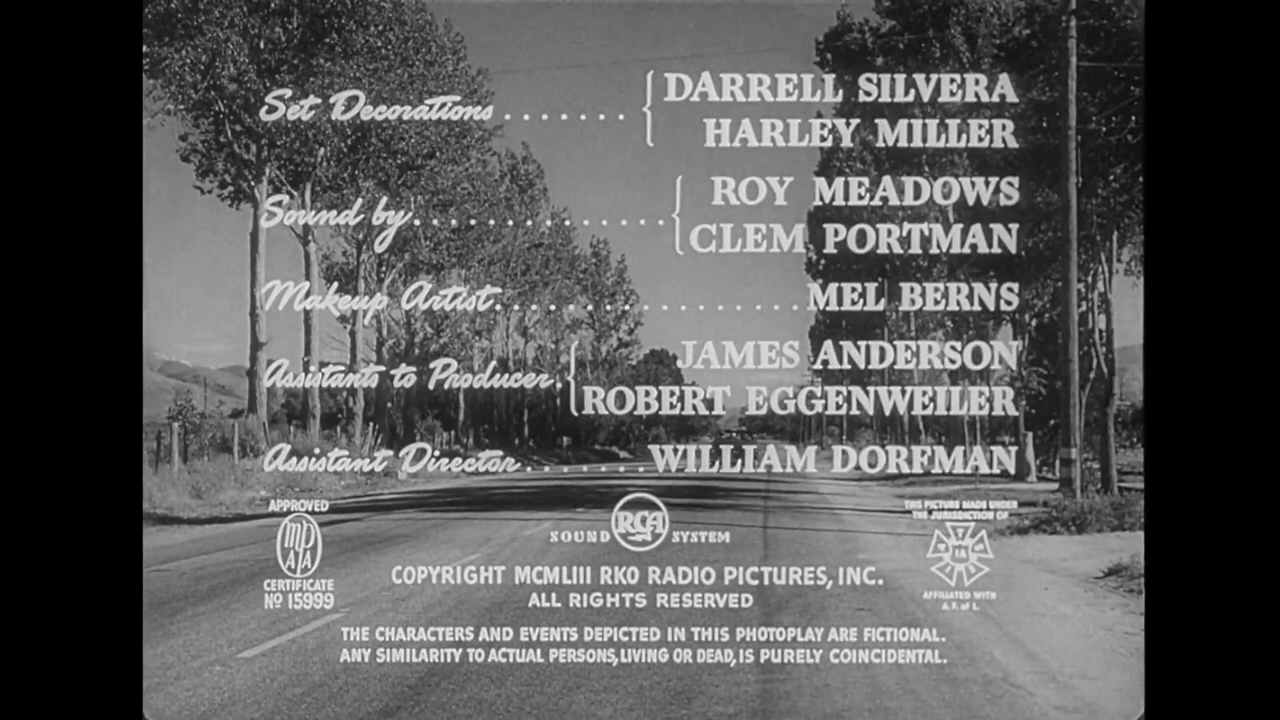 Set Decorations ....... { DARRELL SILVERA
HARLEY MILLER
Sound by .............. { ROY MEADOWS
CLEM PORTMAN
Makeup Artist.................. MEL BERNS
Assistants to Producer. { JAMES ANDERSON
ROBERT EGGENWEILER
Assistant Director........ WILLIAM DORFMAN
APPROVED
MPAA
CERTIFICATE
Nº 15999
SOUND RCA SYSTEM
THIS PICTURE MADE UNDER
THE JURISDICTION OF
IA
AFFILIATED WITH
A. F. of L.
COPYRIGHT MCMLIII RKO RADIO PICTURES, INC.
ALL RIGHTS RESERVED
THE CHARACTERS AND EVENTS DEPICTED IN THIS PHOTOPLAY ARE FICTIONAL.
ANY SIMILARITY TO ACTUAL PERSONS, LIVING OR DEAD, IS PURELY COINCIDENTAL.